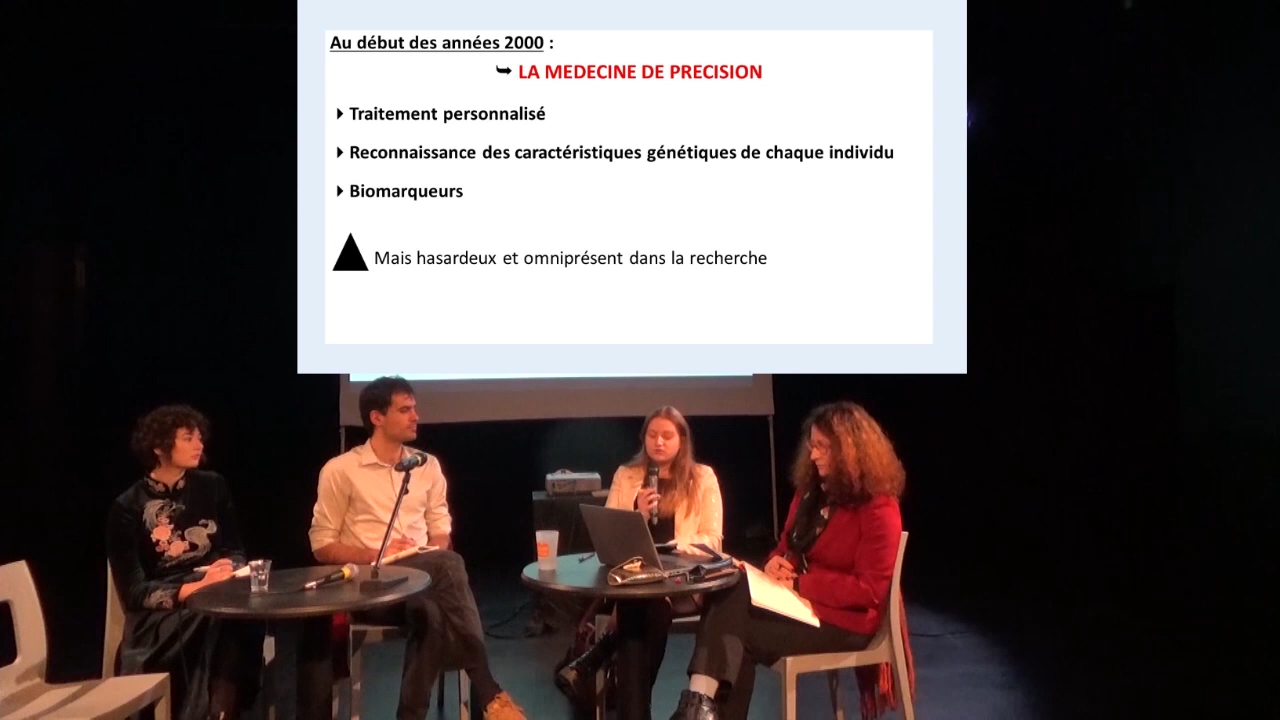 Au début des années 2000 :
LA MEDECINE DE PRECISION
Traitement personnalisé
Reconnaissance des caractéristiques génétiques de chaque individu
Biomarqueurs
Mais hasardeux et omniprésent dans la recherche